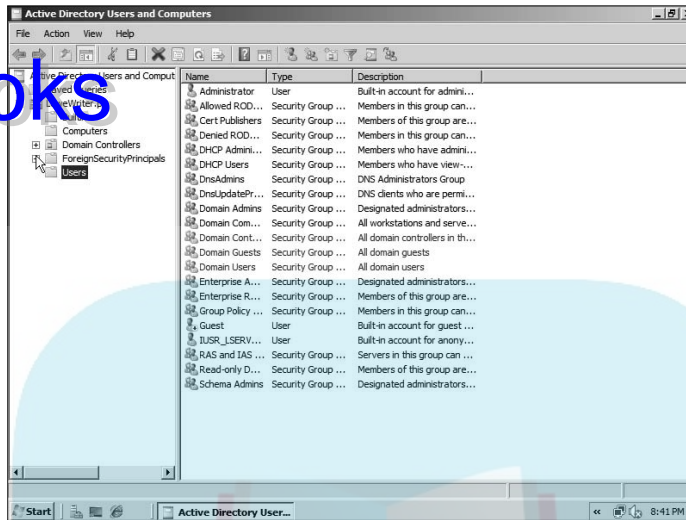 Active Directory Users and Computers
File Action View Help
Active Directory Users and Comput
Name Type Description
Saved Queries
Computers
Domain Controllers
ForeignSecurityPrincipals
Users
Administrator User Built-in account for admini...
Allowed ROD... Security Group ... Members in this group can...
Cert Publishers Security Group ... Members of this group are...
Denied ROD... Security Group ... Members in this group can...
DHCP Admini... Security Group ... Members who have admini...
DHCP Users Security Group ... Members who have view-...
DnsAdmins Security Group ... DNS Administrators Group
DnsUpdatePr... Security Group ... DNS clients who are permi...
Domain Admins Security Group ... Designated administrators...
Domain Com... Security Group ... All workstations and serve...
Domain Cont... Security Group ... All domain controllers in th...
Domain Guests Security Group ... All domain guests
Domain Users Security Group ... All domain users
Enterprise A... Security Group ... Designated administrators...
Enterprise R... Security Group ... Members of this group are...
Group Policy ... Security Group ... Members in this group can...
Guest User Built-in account for guest ...
IUSR_LSERV... User Built-in account for anony...
RAS and IAS ... Security Group ... Servers in this group can ...
Read-only D... Security Group ... Members of this group are...
Schema Admins Security Group ... Designated administrators...
oks
Start
Active Directory User...
« 8:41 PM